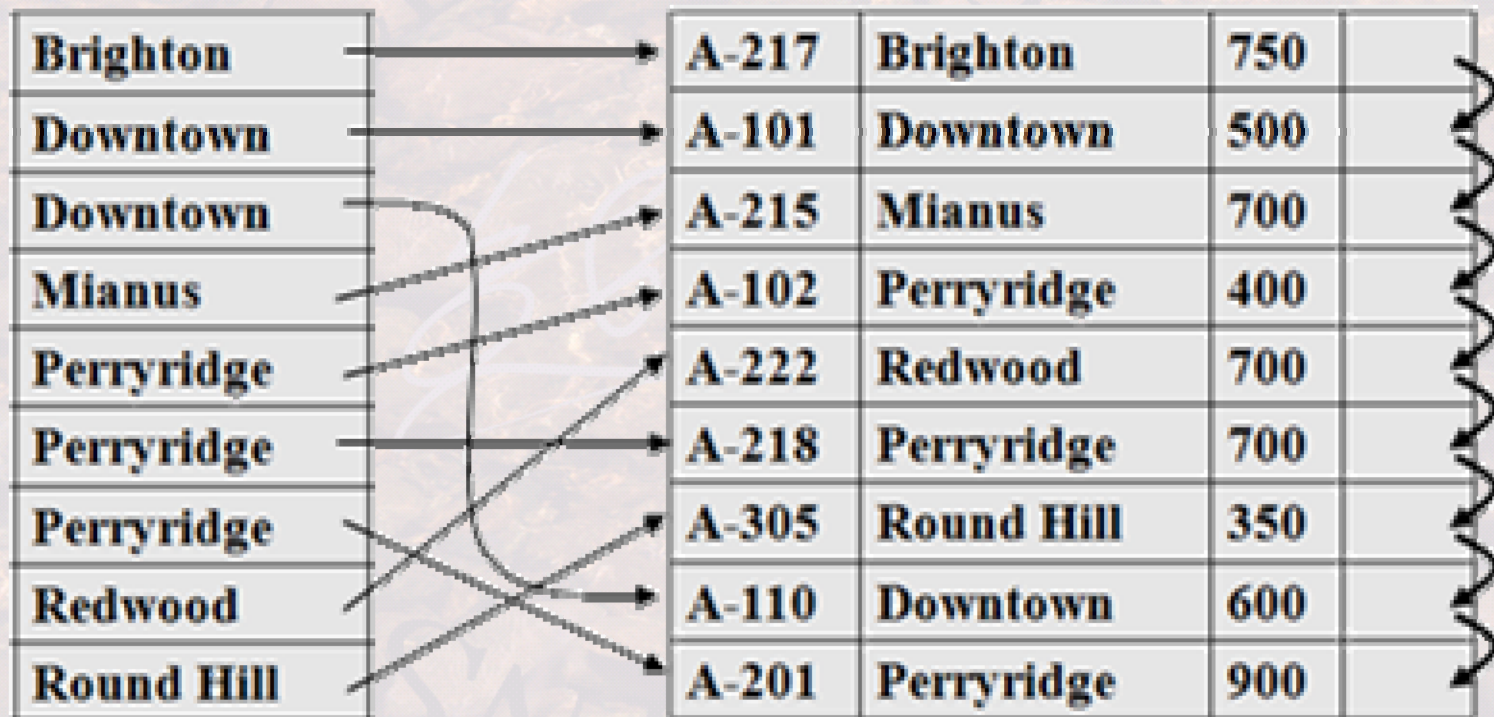 Brighton
Downtown
Downtown
Mianus
Perryridge
Perryridge
Perryridge
Redwood
Round Hill
A-217 Brighton 750
A-101 Downtown 500
A-215 Mianus 700
A-102 Perryridge 400
A-222 Redwood 700
A-218 Perryridge 700
A-305 Round Hill 350
A-110 Downtown 600
A-201 Perryridge 900